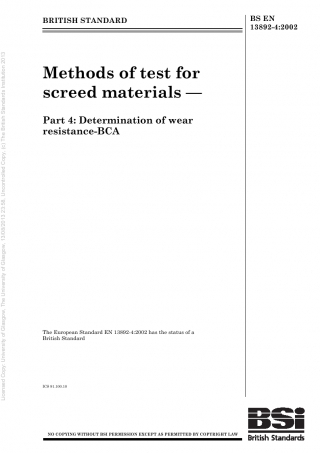 BRITISH STANDARD
BS EN
13892-4:2002
Methods of test for
screed materials —
Part 4: Determination of wear
resistance-BCA
The European Standard EN 13892-4:2002 has the status of a
British Standard
ICS 91.100.10
NO COPYING WITHOUT BSI PERMISSION EXCEPT AS PERMITTED BY COPYRIGHT LAW
BSi
British Standards
Licensed Copy: University of Glasgow, The University of Glasgow, 13/03/2013 23:58, Uncontrolled Copy, (c) The British Standards Institution 2013